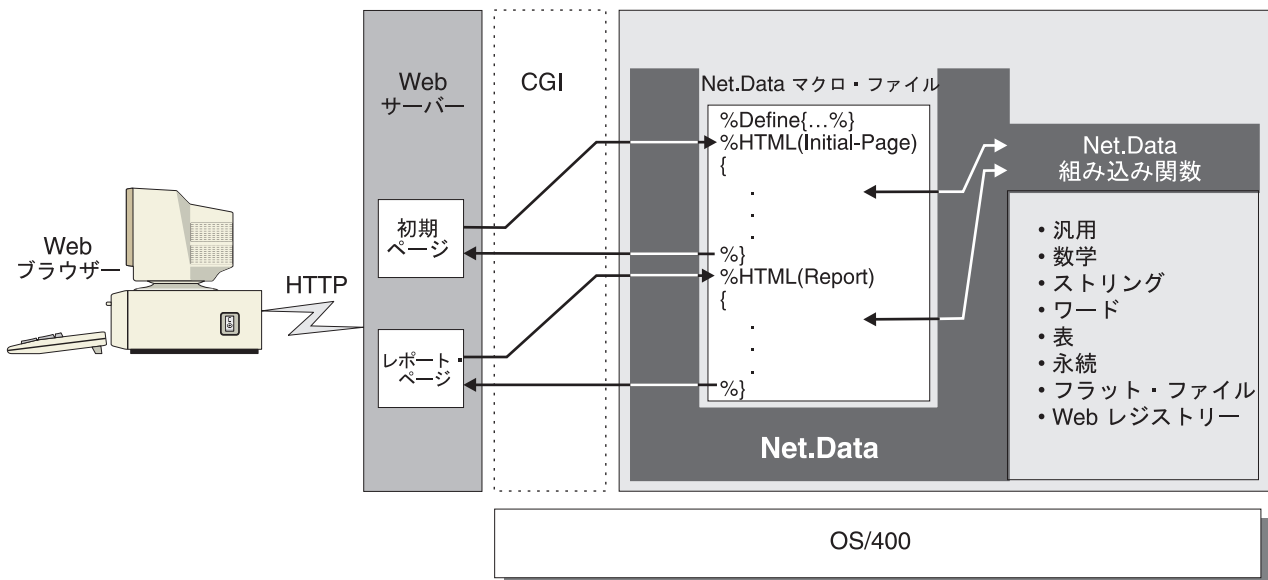 Web
ブラウザー
HTTP
Web
サーバー
初期
ページ
レポート・
ページ
CGI
Net.Data マクロ・ファイル
%Define{...%}
%HTML(Initial-Page)
{
.
.
.
%}
%HTML(Report)
{
.
.
.
%}
Net.Data
Net.Data
組み込み関数
・汎用
・数学
・ストリング
・ワード
・表
・永続
・フラット・ファイル
・Web レジストリー
OS/400